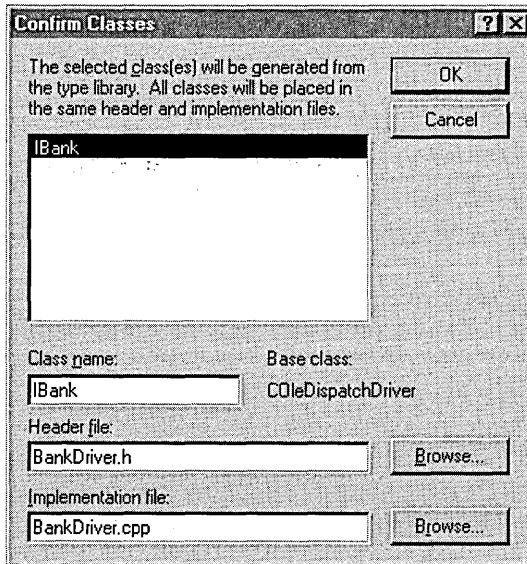 Confirm Classes
The selected class(es) will be generated from
the type library. All classes will be placed in
the same header and implementation files.
OK
Cancel
IBank
Class name:
Base class:
IBank
COleDispatchDriver
Header file:
BankDriver.h
Browse...
Implementation file:
BankDriver.cpp
Browse...